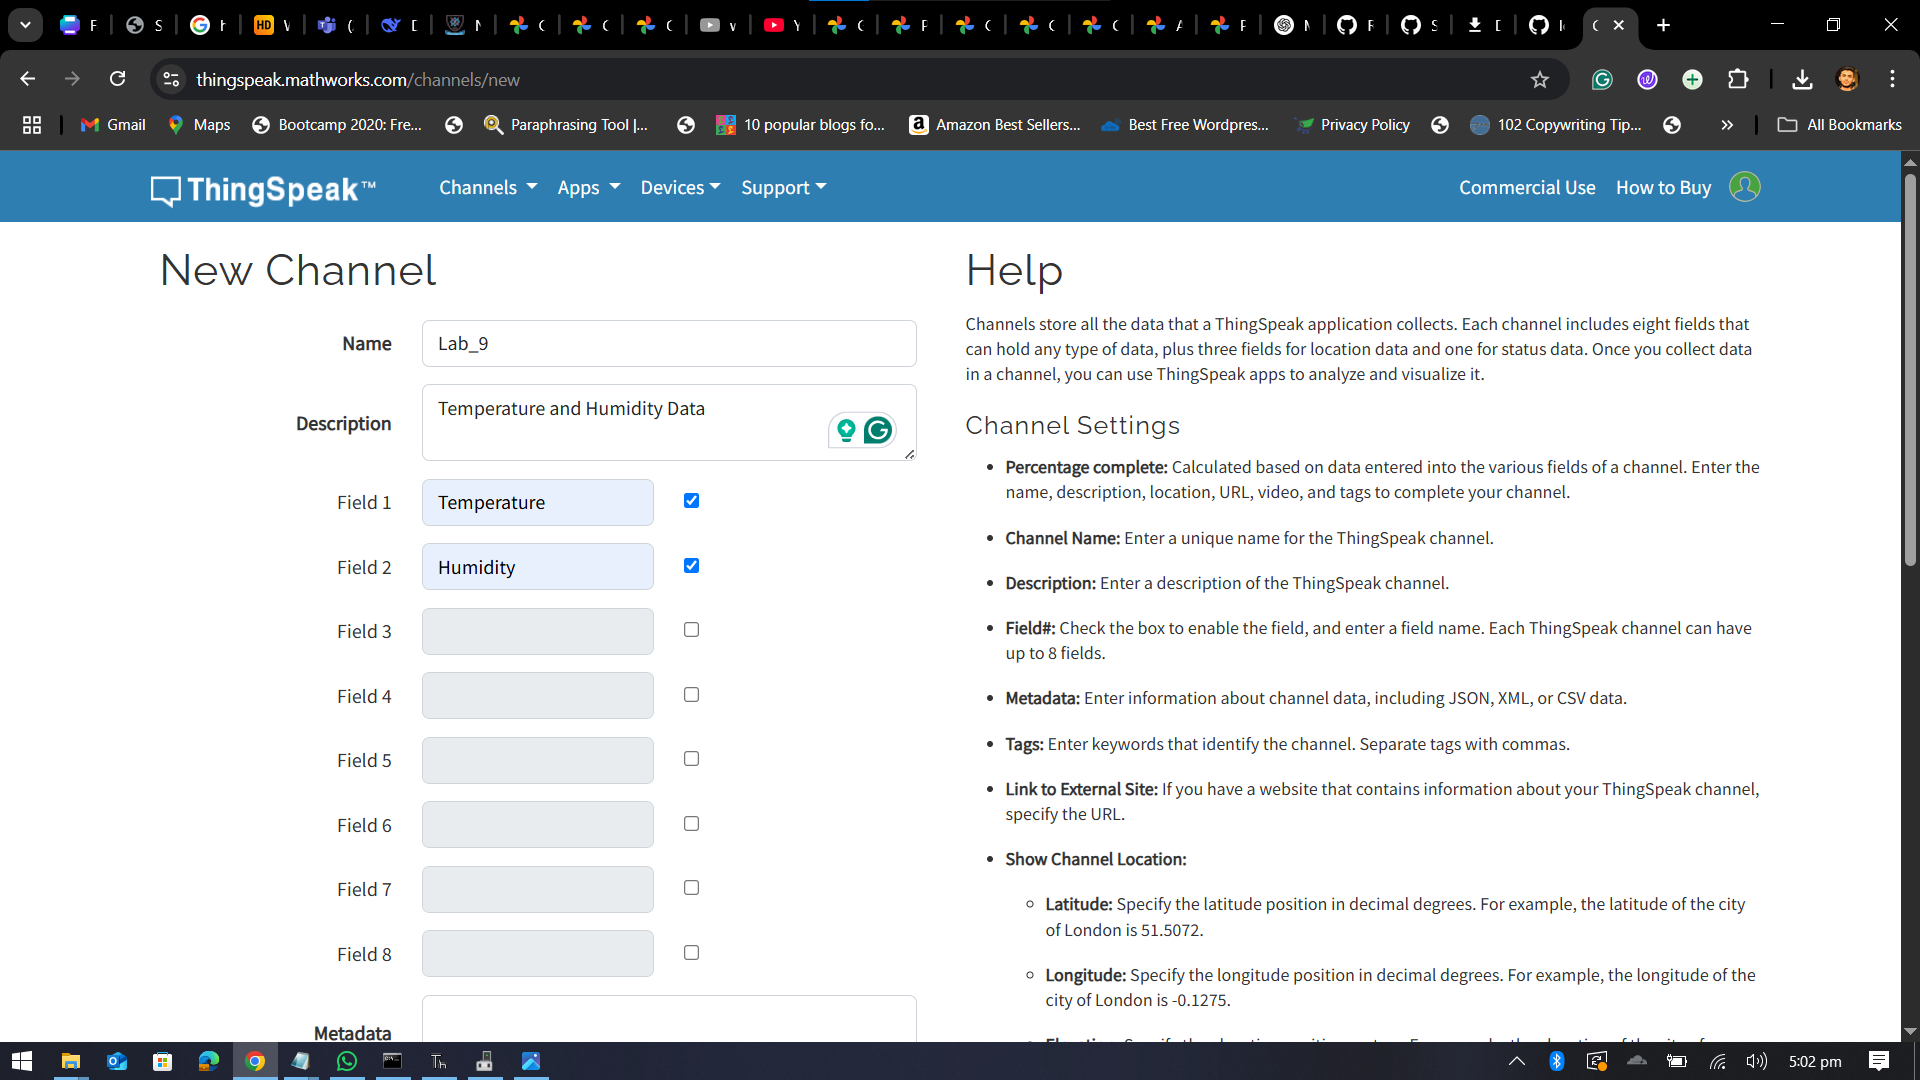 thingspeak.mathworks.com/channels/new
Gmail
Maps
Bootcamp 2020: Fre...
Paraphrasing Tool |...
10 popular blogs fo...
Amazon Best Sellers...
Best Free Wordpres...
Privacy Policy
102 Copywriting Tip...
All Bookmarks
ThingSpeak™
Channels
Apps
Devices
Support
Commercial Use
How to Buy
New Channel
Name
Lab_9
Description
Temperature and Humidity Data
Field 1
Temperature
Field 2
Humidity
Field 3
Field 4
Field 5
Field 6
Field 7
Field 8
Metadata
Help
Channels store all the data that a ThingSpeak application collects. Each channel includes eight fields that
can hold any type of data, plus three fields for location data and one for status data. Once you collect data
in a channel, you can use ThingSpeak apps to analyze and visualize it.
Channel Settings
Percentage complete: Calculated based on data entered into the various fields of a channel. Enter the
name, description, location, URL, video, and tags to complete your channel.
Channel Name: Enter a unique name for the ThingSpeak channel.
Description: Enter a description of the ThingSpeak channel.
Field#: Check the box to enable the field, and enter a field name. Each ThingSpeak channel can have
up to 8 fields.
Metadata: Enter information about channel data, including JSON, XML, or CSV data.
Tags: Enter keywords that identify the channel. Separate tags with commas.
Link to External Site: If you have a website that contains information about your ThingSpeak channel,
specify the URL.
Show Channel Location:
Latitude: Specify the latitude position in decimal degrees. For example, the latitude of the city
of London is 51.5072.
Longitude: Specify the longitude position in decimal degrees. For example, the longitude of the
city of London is -0.1275.
5:02 pm